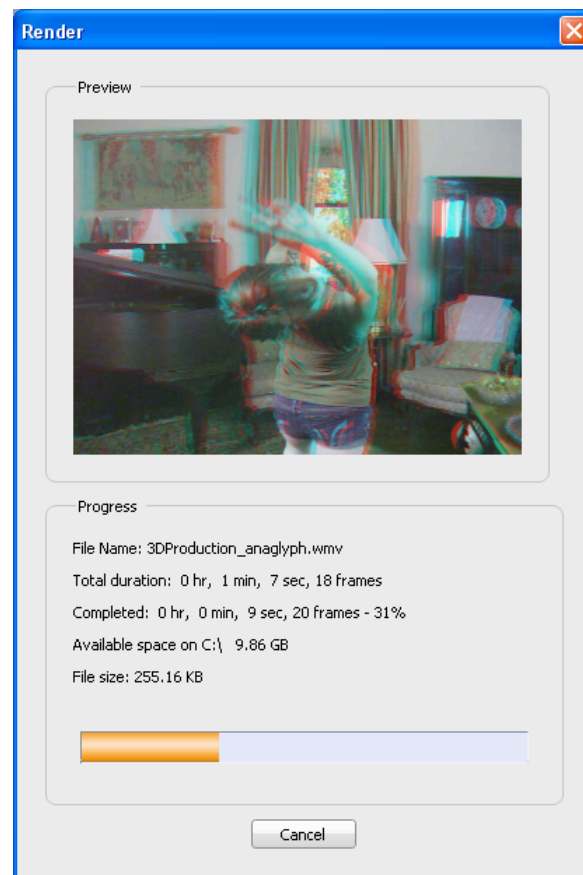 Render
Preview
Progress
File Name: 3DProduction_anaglyph.wmv
Total duration: 0 hr, 1 min, 7 sec, 18 frames
Completed: 0 hr, 0 min, 9 sec, 20 frames - 31%
Available space on C:\ 9.86 GB
File size: 255.16 KB
Cancel